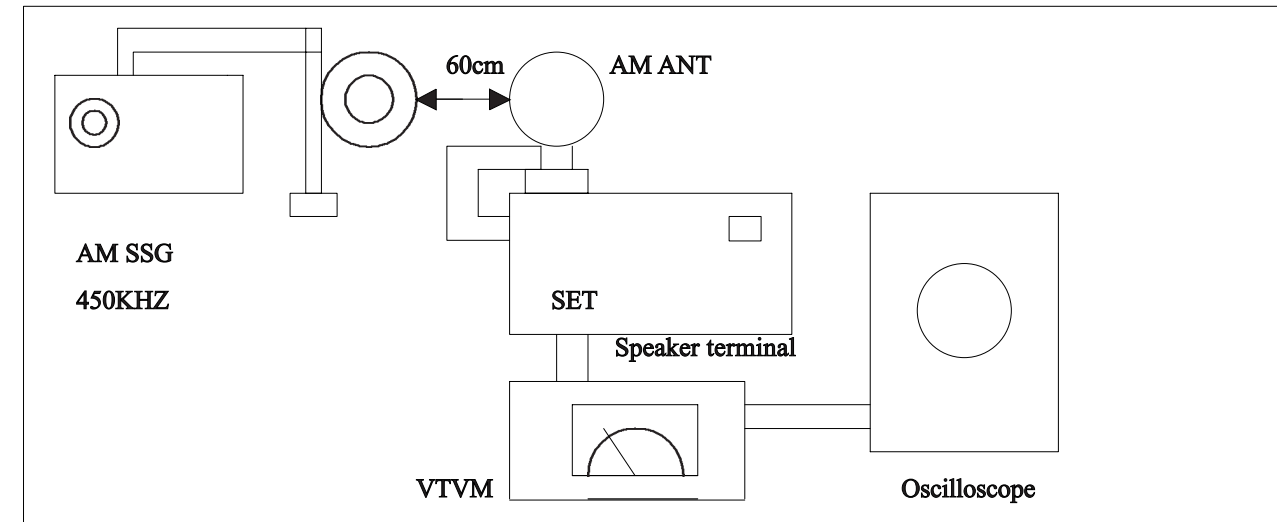 60cm
AM ANT
AM SSG
450KHZ
SET
Speaker terminal
VTVM
Oscilloscope